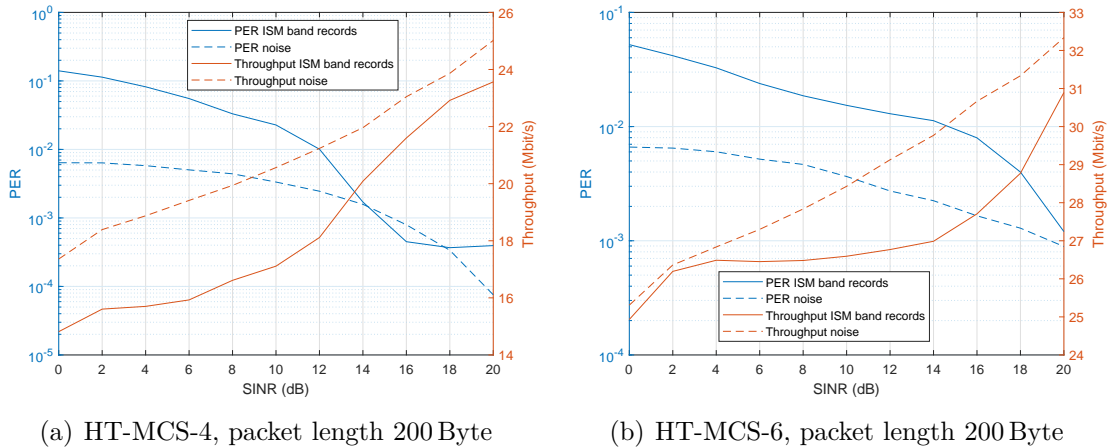 10^0
10^-1
10^-2
10^-3
10^-4
10^-5
PER
26
24
22
20
18
16
14
Throughput (Mbit/s)
PER ISM band records
PER noise
Throughput ISM band records
Throughput noise
0 2 4 6 8 10 12 14 16 18 20
SINR (dB)
(a) HT-MCS-4, packet length 200 Byte
10^0
10^-1
10^-2
10^-3
10^-4
PER
33
32
31
30
29
28
27
26
25
24
Throughput (Mbit/s)
PER ISM band records
PER noise
Throughput ISM band records
Throughput noise
0 2 4 6 8 10 12 14 16 18 20
SINR (dB)
(b) HT-MCS-6, packet length 200 Byte